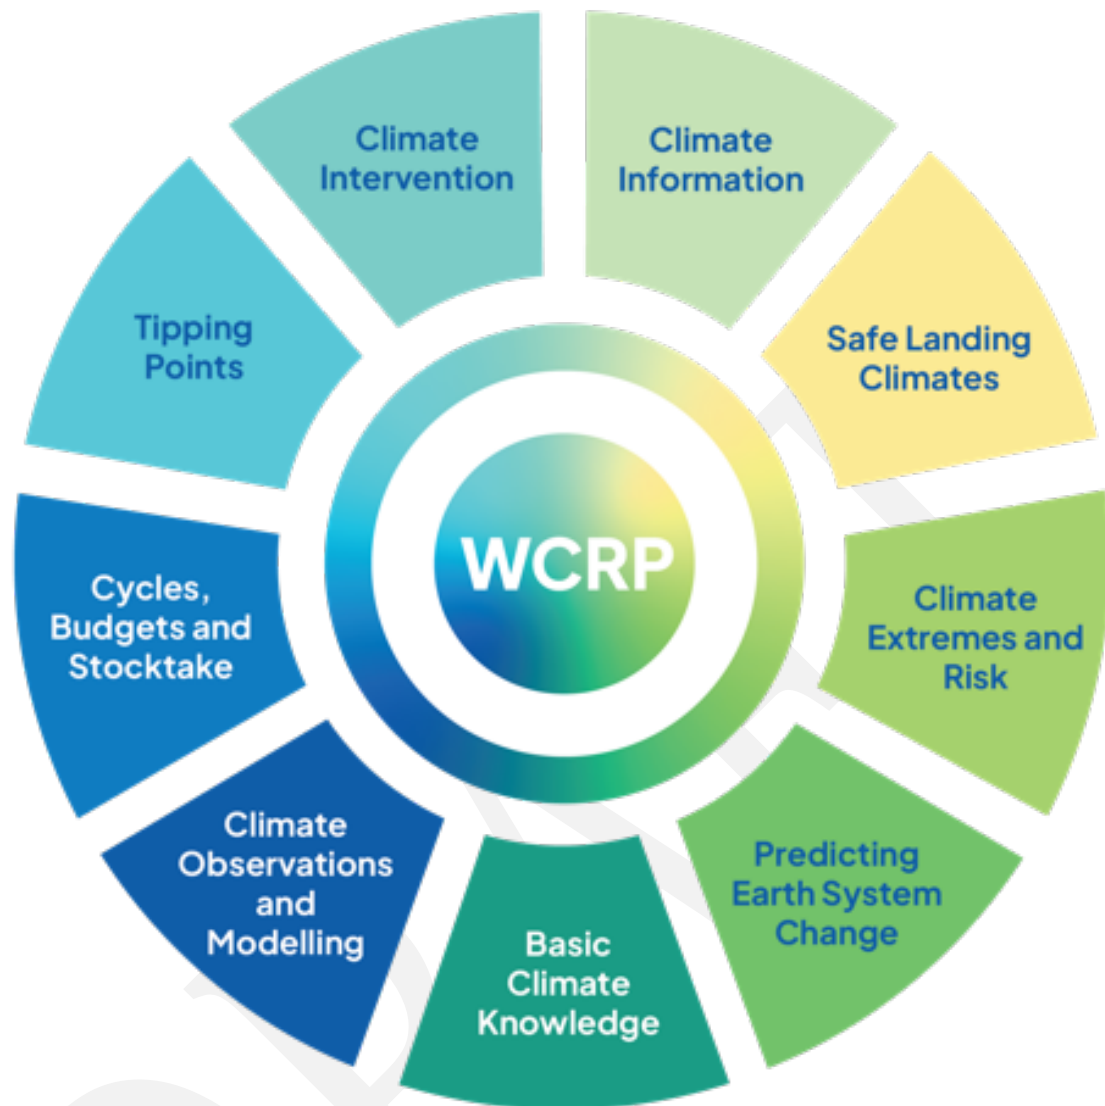 Climate
Intervention
Climate
Information
Safe Landing
Climates
Climate
Extremes and
Risk
Predicting
Earth System
Change
Basic
Climate
Knowledge
Climate
Observations
and
Modelling
Cycles,
Budgets and
Stocktake
Tipping
Points
WCRP